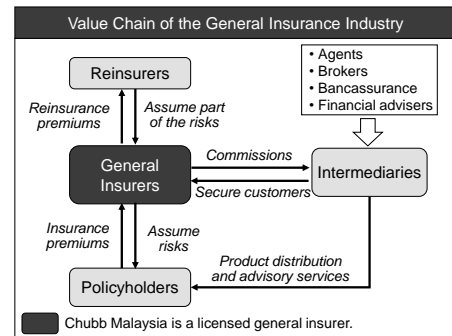 Value Chain of the General Insurance Industry
• Agents
• Brokers
• Bancassurance
• Financial advisers
Reinsurers
Reinsurance
premiums
Assume part
of the risks
General
Insurers
Commissions
Secure customers
Intermediaries
Insurance
premiums
Assume
risks
Product distribution
and advisory services
Policyholders
Chubb Malaysia is a licensed general insurer.